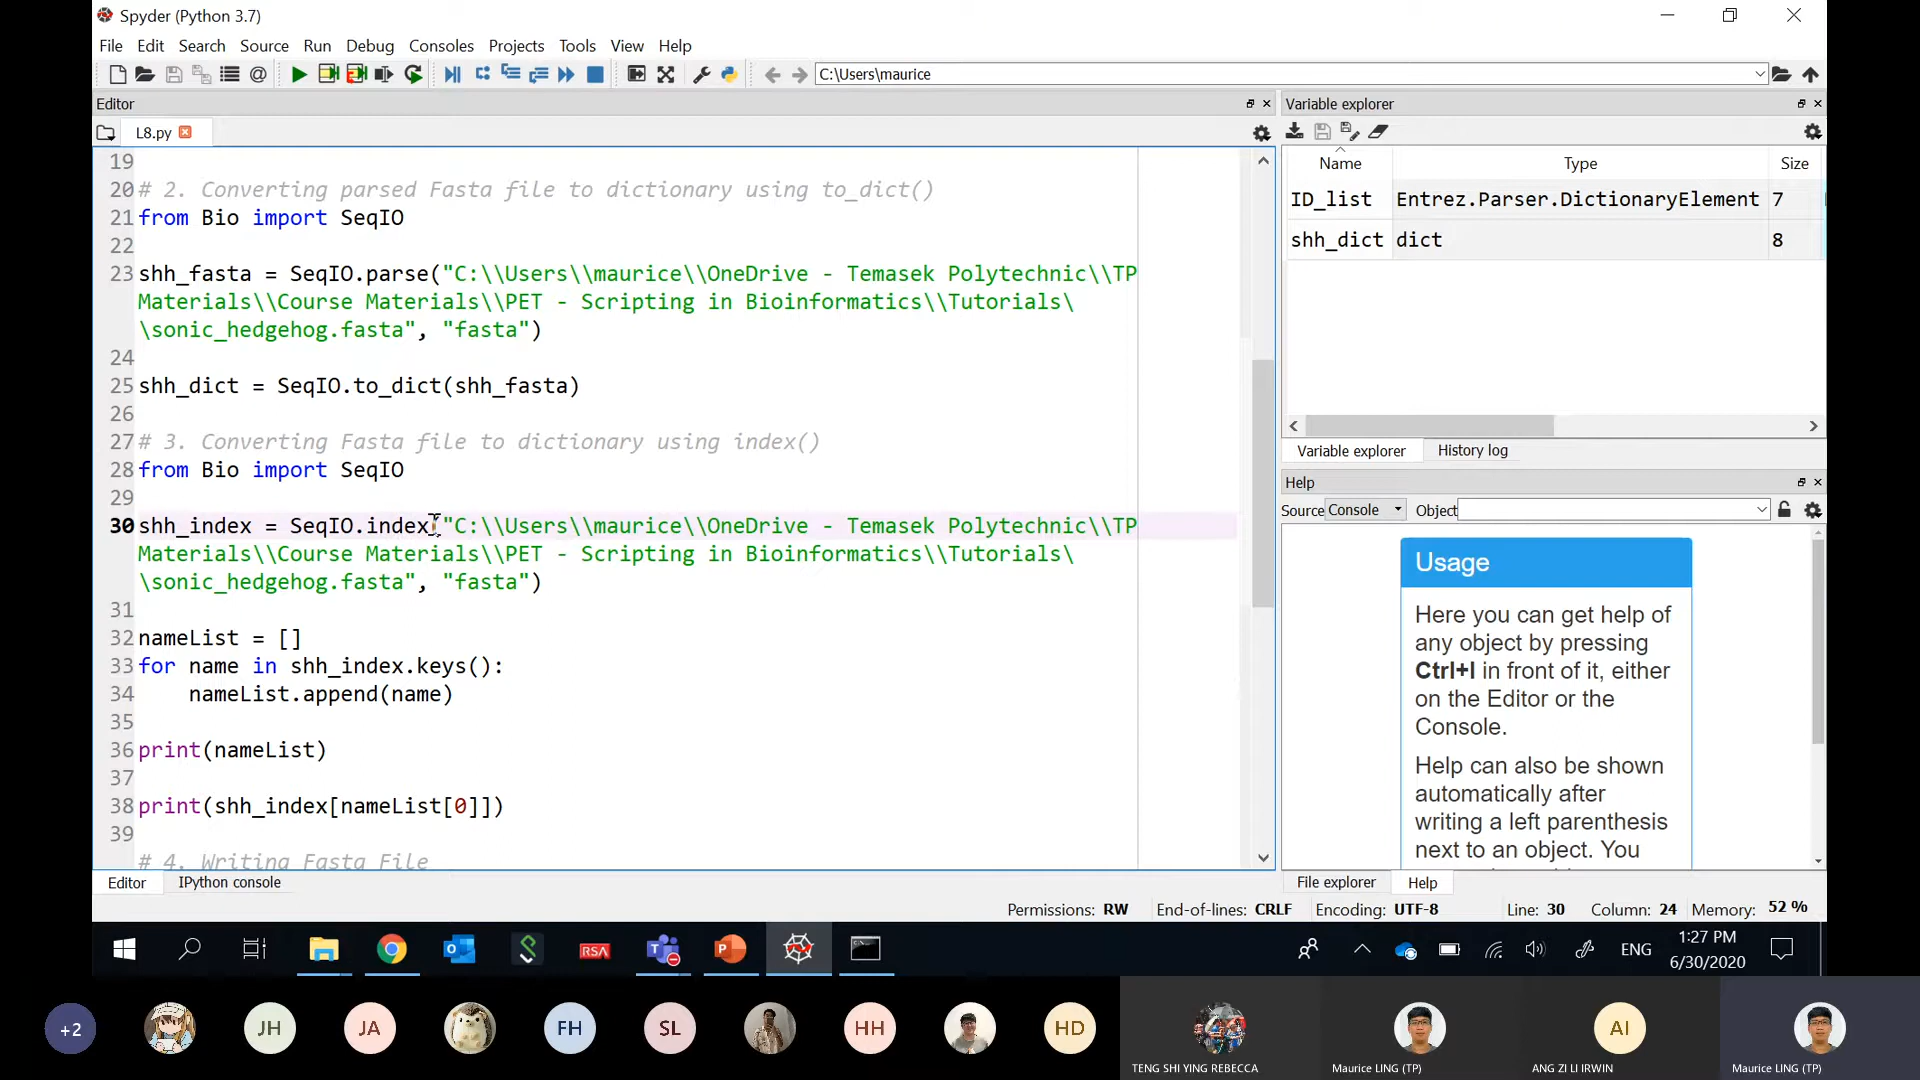 Spyder (Python 3.7)
File Edit Search Source Run Debug Consoles Projects Tools View Help
C:\Users\maurice
Editor
L8.py
19
20 # 2. Converting parsed Fasta file to dictionary using to_dict()
21 from Bio import SeqIO
22
23 shh_fasta = SeqIO.parse("C:\\Users\\maurice\\OneDrive - Temasek Polytechnic\\TP
Materials\\Course Materials\\PET - Scripting in Bioinformatics\\Tutorials\
\sonic_hedgehog.fasta", "fasta")
24
25 shh_dict = SeqIO.to_dict(shh_fasta)
26
27 # 3. Converting Fasta file to dictionary using index()
28 from Bio import SeqIO
29
30 shh_index = SeqIO.index("C:\\Users\\maurice\\OneDrive - Temasek Polytechnic\\TP
Materials\\Course Materials\\PET - Scripting in Bioinformatics\\Tutorials\
\sonic_hedgehog.fasta", "fasta")
31
32 nameList = []
33 for name in shh_index.keys():
34     nameList.append(name)
35
36 print(nameList)
37
38 print(shh_index[nameList[0]])
39
# 4. Writing Fasta File
Editor IPython console
Variable explorer
Name Type Size
ID_list Entrez.Parser.DictionaryElement 7
shh_dict dict 8
Variable explorer History log
Help
Source Console Object
Usage
Here you can get help of
any object by pressing
Ctrl+I in front of it, either
on the Editor or the
Console.
Help can also be shown
automatically after
writing a left parenthesis
next to an object. You
File explorer Help
Permissions: RW End-of-lines: CRLF Encoding: UTF-8 Line: 30 Column: 24 Memory: 52 %
RSA
ENG
1:27 PM
6/30/2020
+2 JH JA FH SL HH HD AI
TENG SHI YING REBECCA Maurice LING (TP) ANG ZI LI IRWIN Maurice LING (TP)